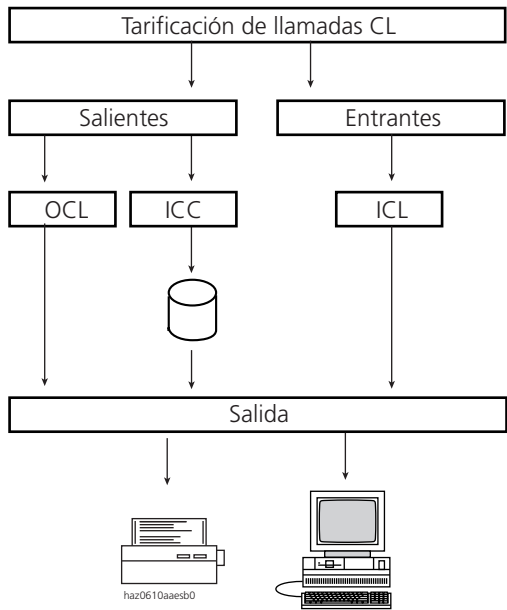 Tarificación de llamadas CL
Salientes
Entrantes
OCL
ICC
ICL
Salida
haz0610aaesb0